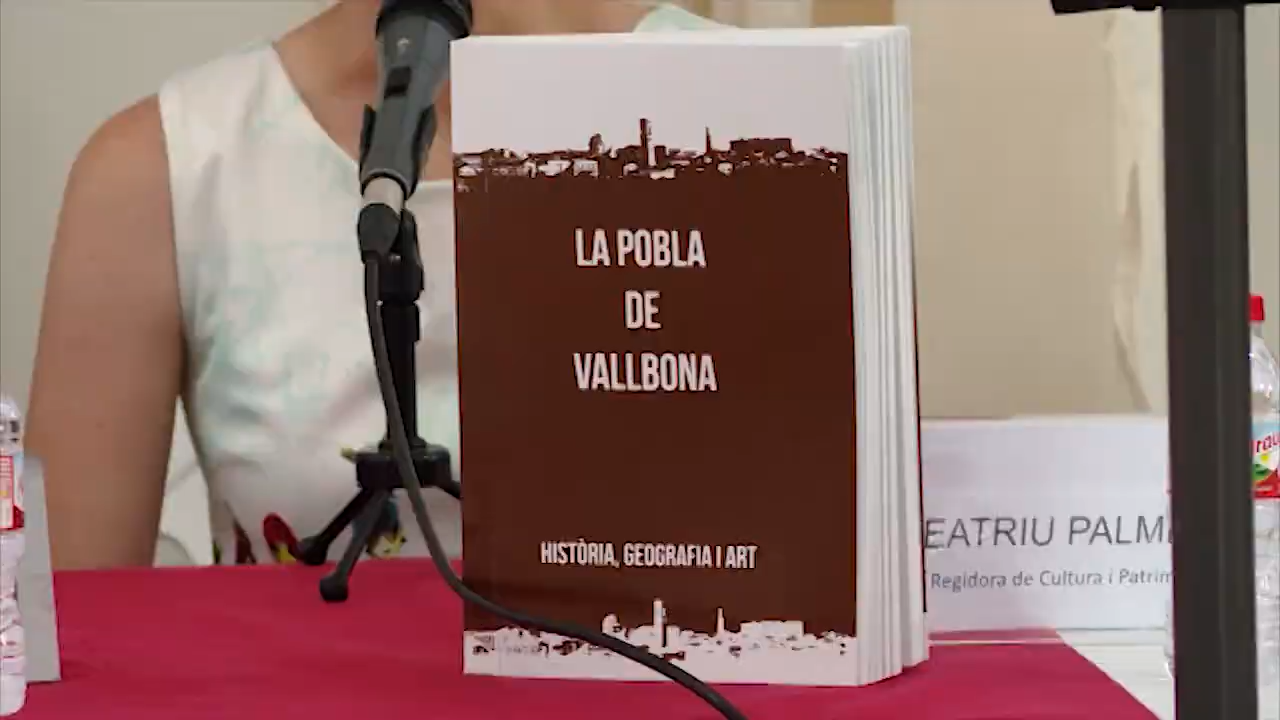 LA POBLA
DE
VALLBONA
HISTÒRIA, GEOGRAFIA I ART
EATRIU PALM
Regidora de Cultura i Patrim